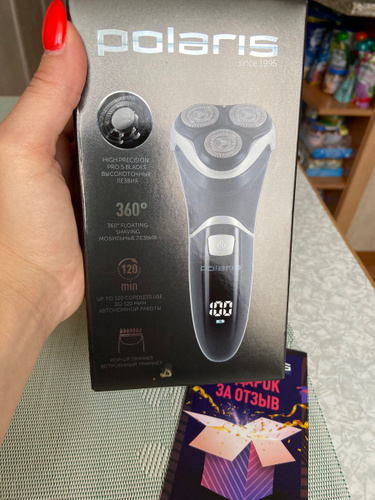 polaris
since 1995
HIGH PRECISION
PRO 5 BLADES
ВЫСОКОТОЧНЫЕ
ЛЕЗВИЯ
360°
360° FLOATING
SHAVING
МОБИЛЬНЫЕ ЛЕЗВИЯ
120
min
UP TO 120 CORDLESS USE
ДО 120 МИН
АВТОНОМНОЙ РАБОТЫ
POP-UP TRIMMER
ВСТРОЕННЫЙ ТРИММЕР
polaris
100
ЗА ОТЗЫВ